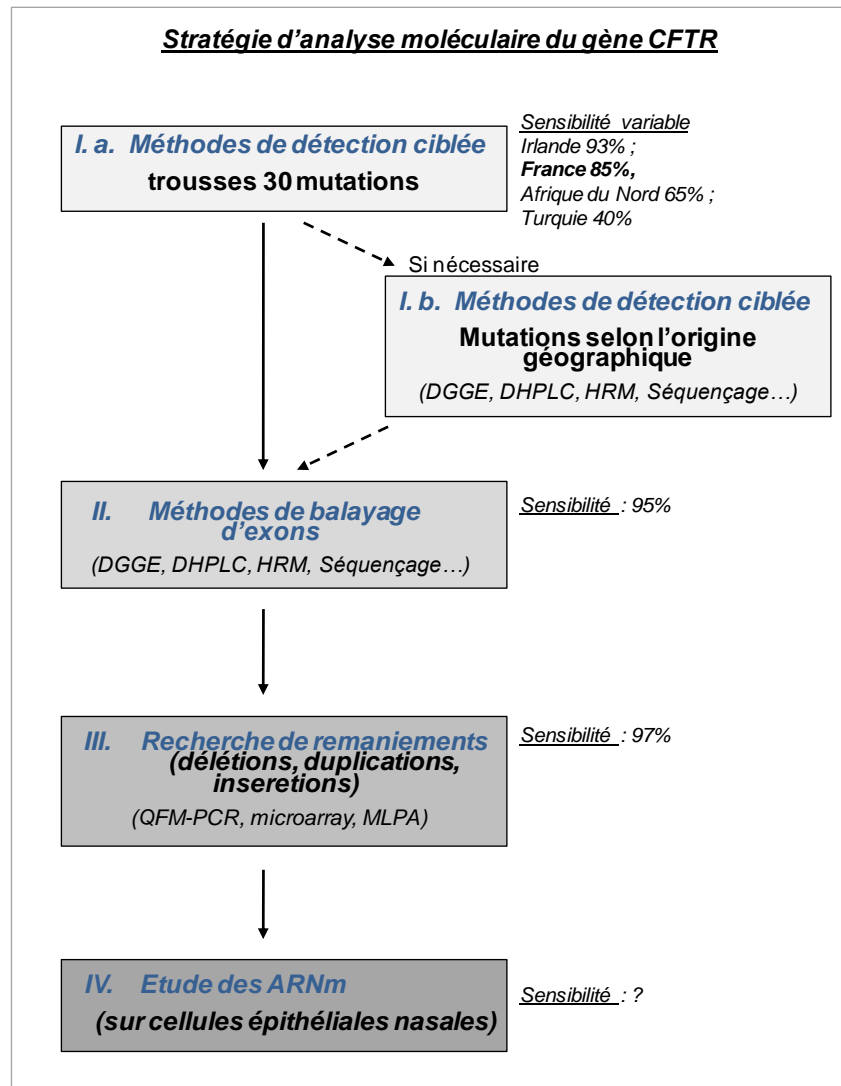 Stratégie d'analyse moléculaire du gène CFTR
I. a. Méthodes de détection ciblée
trousses 30 mutations
Sensibilité variable
Irlande 93% ;
France 85%,
Afrique du Nord 65% ;
Turquie 40%
Si nécessaire
I. b. Méthodes de détection ciblée
Mutations selon l'origine
géographique
(DGGE, DHPLC, HRM, Séquençage…)
II. Méthodes de balayage
d'exons
(DGGE, DHPLC, HRM, Séquençage…)
Sensibilité : 95%
III. Recherche de remaniements
(délétions, duplications,
inseretions)
(QFM-PCR, microarray, MLPA)
Sensibilité : 97%
IV. Etude des ARNm
(sur cellules épithéliales nasales)
Sensibilité : ?